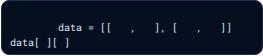 data = [[   ,   ], [   ,   ]]
data[ ][ ]